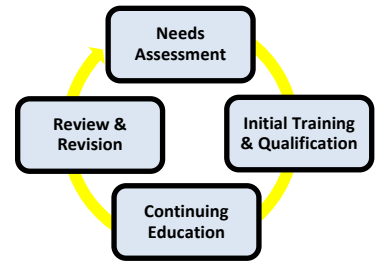 Needs
Assessment
Initial Training
& Qualification
Continuing
Education
Review &
Revision